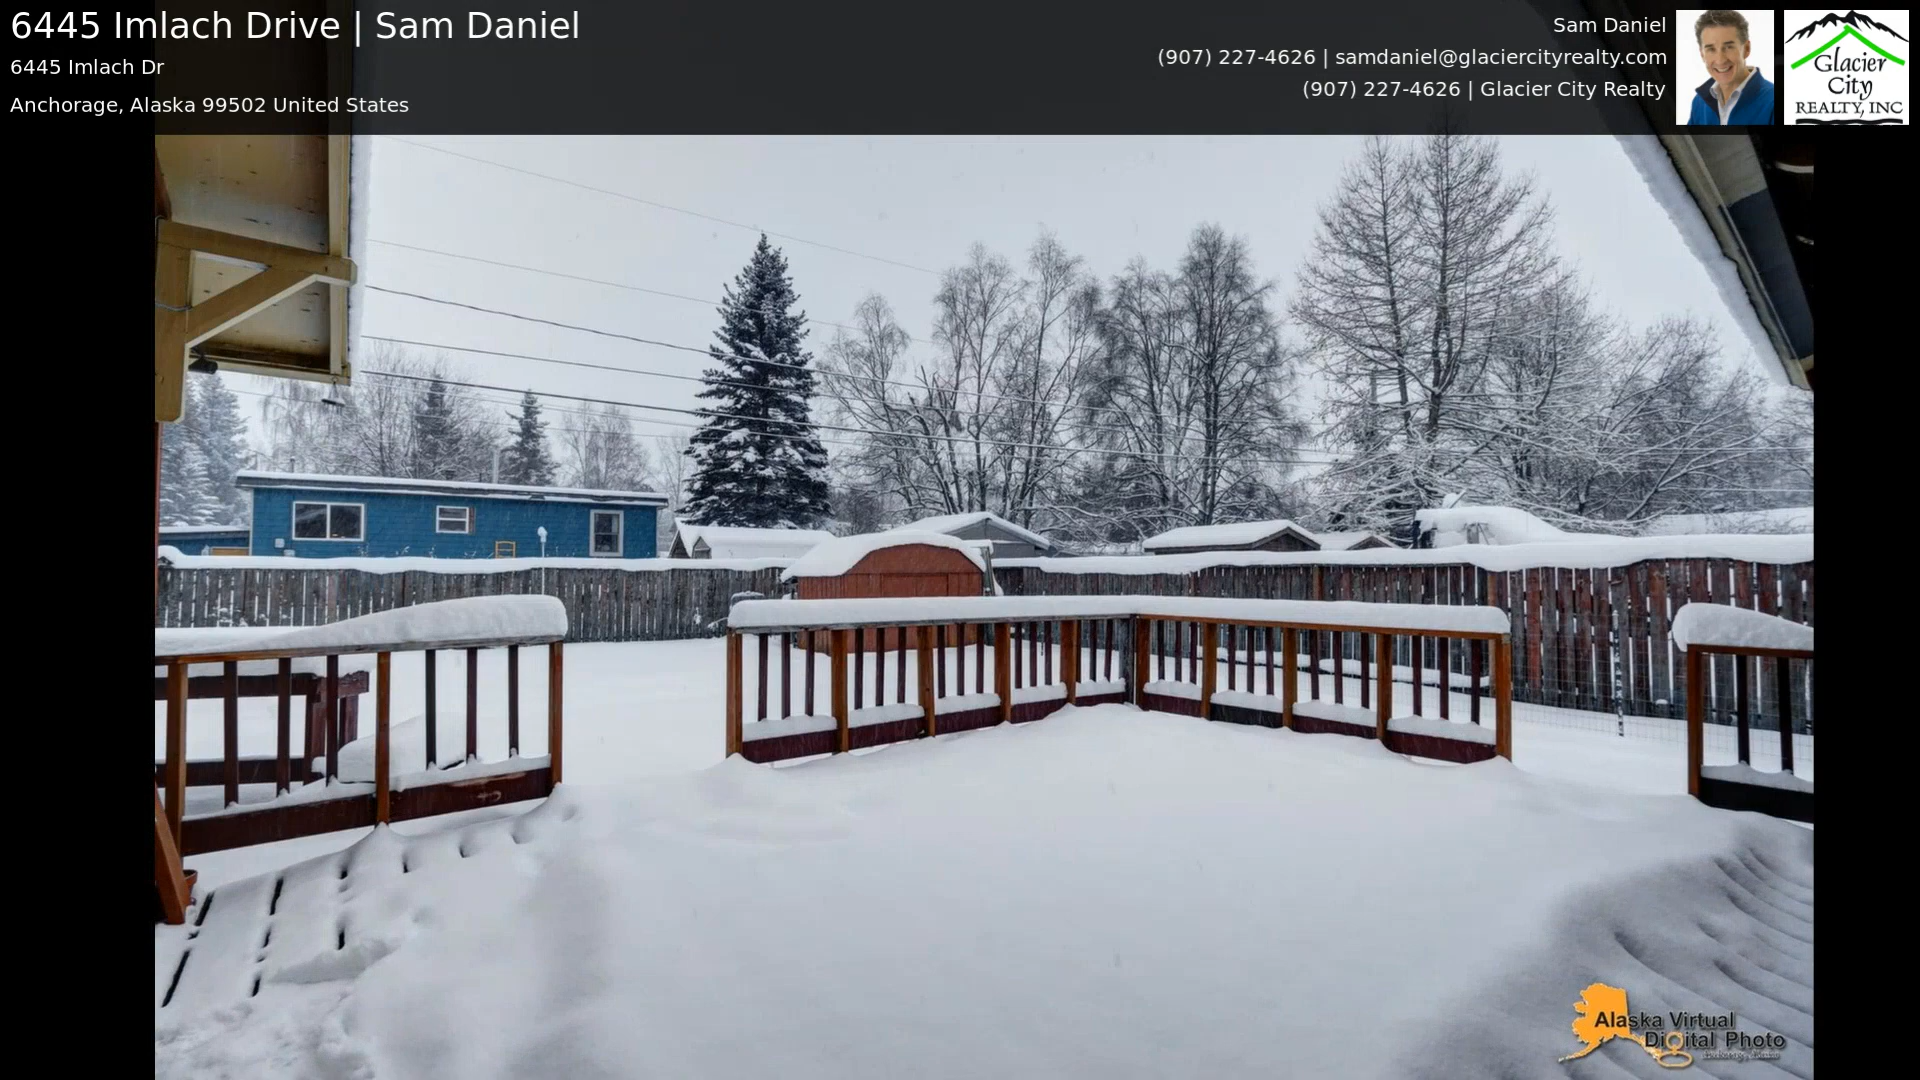 6445 Imlach Drive | Sam Daniel
6445 Imlach Dr
Anchorage, Alaska 99502 United States
Sam Daniel
(907) 227-4626 | samdaniel@glaciercityrealty.com
(907) 227-4626 | Glacier City Realty
Glacier
City
REALTY, INC
Alaska Virtual
Digital Photo